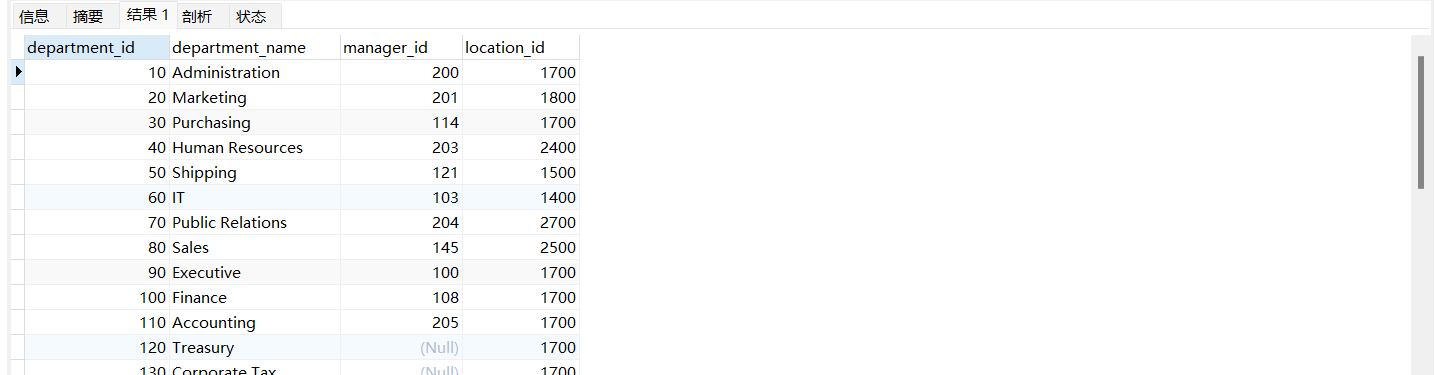 信息 摘要 结果 1 剖析 状态
department_id department_name manager_id location_id
10 Administration 200 1700
20 Marketing 201 1800
30 Purchasing 114 1700
40 Human Resources 203 2400
50 Shipping 121 1500
60 IT 103 1400
70 Public Relations 204 2700
80 Sales 145 2500
90 Executive 100 1700
100 Finance 108 1700
110 Accounting 205 1700
120 Treasury (Null) 1700
130 Corporate Tax (Null) 1700